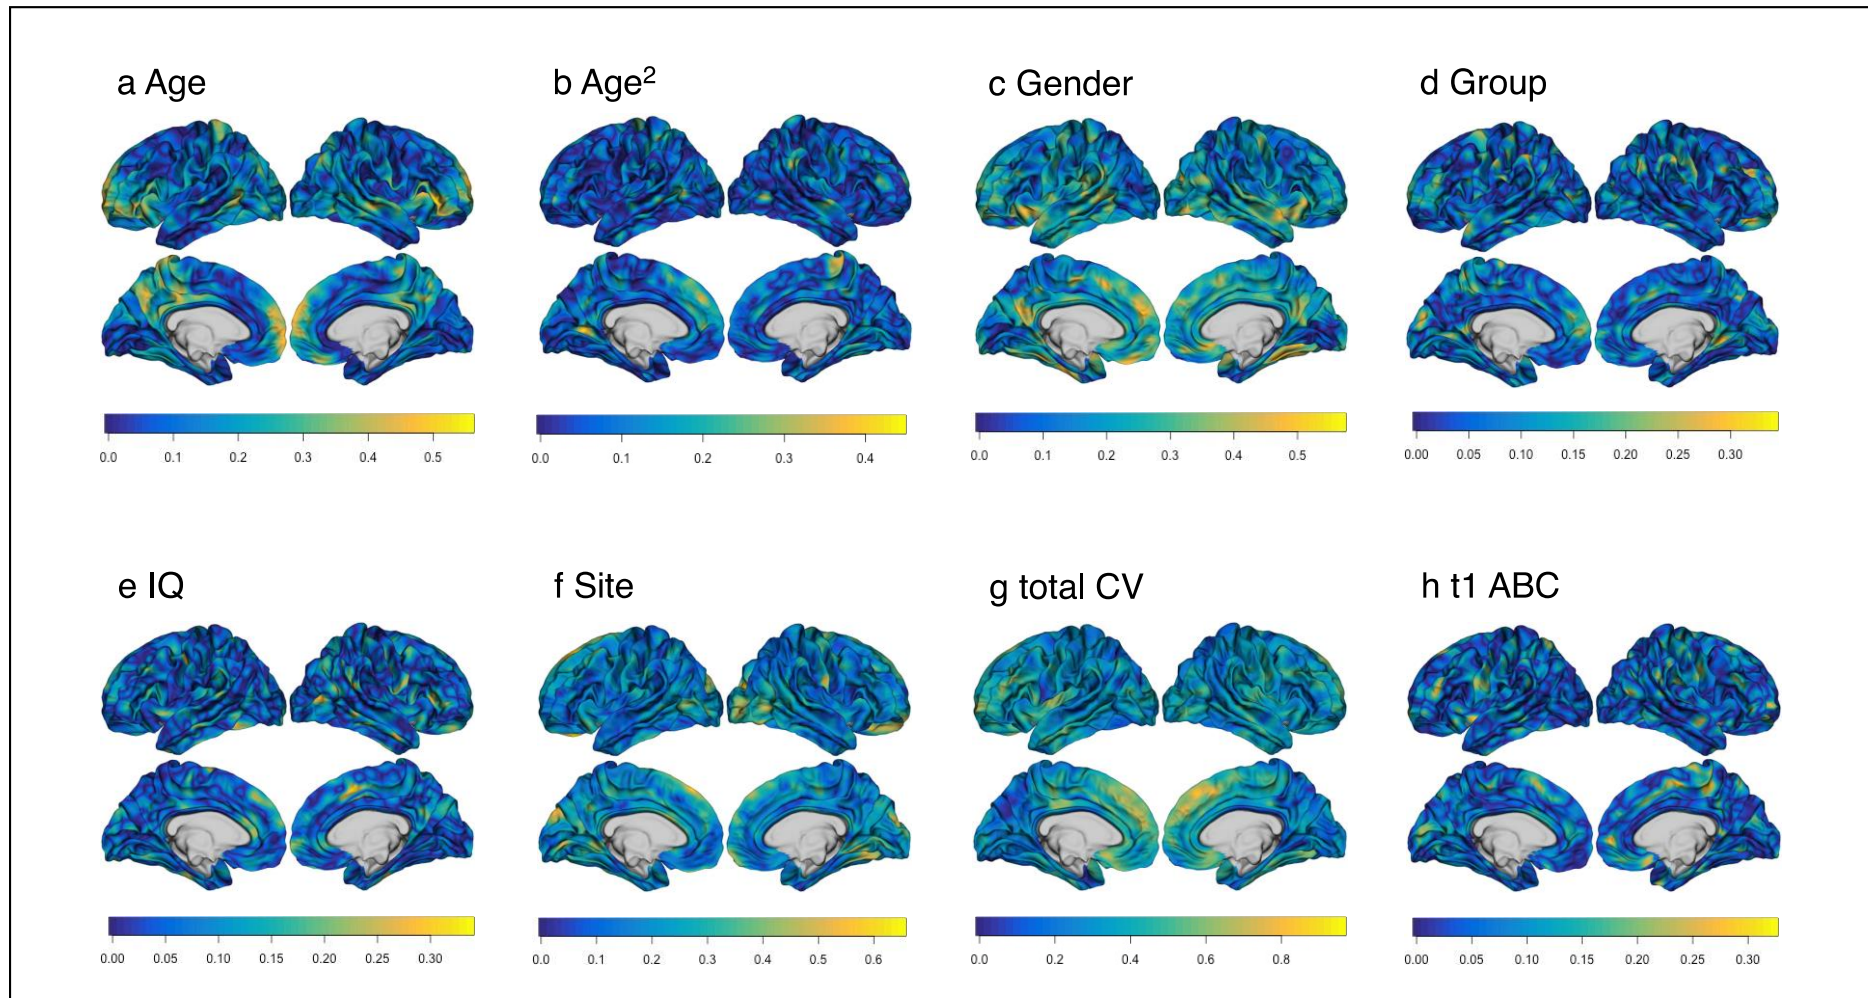 a Age
b Age²
c Gender
d Group
0.0 0.1 0.2 0.3 0.4 0.5
0.0 0.1 0.2 0.3 0.4
0.0 0.1 0.2 0.3 0.4 0.5
0.00 0.05 0.10 0.15 0.20 0.25 0.30
e IQ
f Site
g total CV
h t1 ABC
0.00 0.05 0.10 0.15 0.20 0.25 0.30
0.0 0.1 0.2 0.3 0.4 0.5 0.6
0.0 0.2 0.4 0.6 0.8
0.00 0.05 0.10 0.15 0.20 0.25 0.30